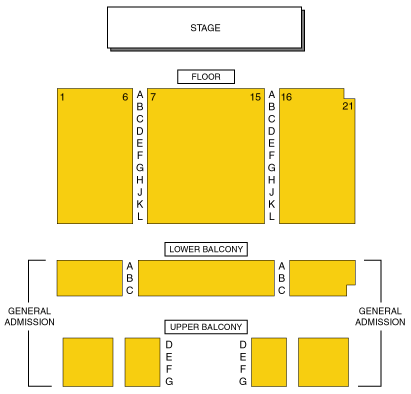 STAGE
FLOOR
1 6 A 7 15 A 16
B B 21
C C
D D
E E
F F
G G
H H
J J
K K
L L
LOWER BALCONY
A A
B B
C C
GENERAL ADMISSION
GENERAL ADMISSION
UPPER BALCONY
D D
E E
F F
G G